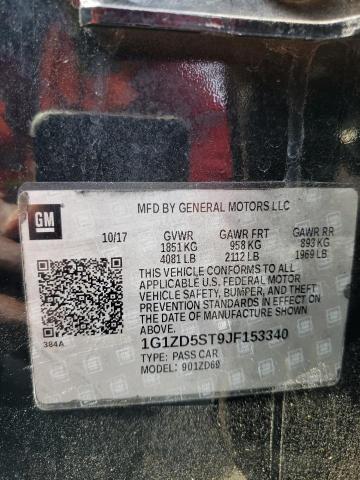 GM
MFD BY GENERAL MOTORS LLC
10/17 GVWR GAWR FRT GAWR RR
1851 KG 958 KG 893 KG
4081 LB 2112 LB 1969 LB
THIS VEHICLE CONFORMS TO ALL
APPLICABLE U.S. FEDERAL MOTOR
VEHICLE SAFETY, BUMPER, AND THEFT
PREVENTION STANDARDS IN EFFECT ON
THE DATE OF MANUFACTURE SHOWN
ABOVE.
384A
1G1ZD5ST9JF153340
TYPE: PASS CAR
MODEL: 901ZD69